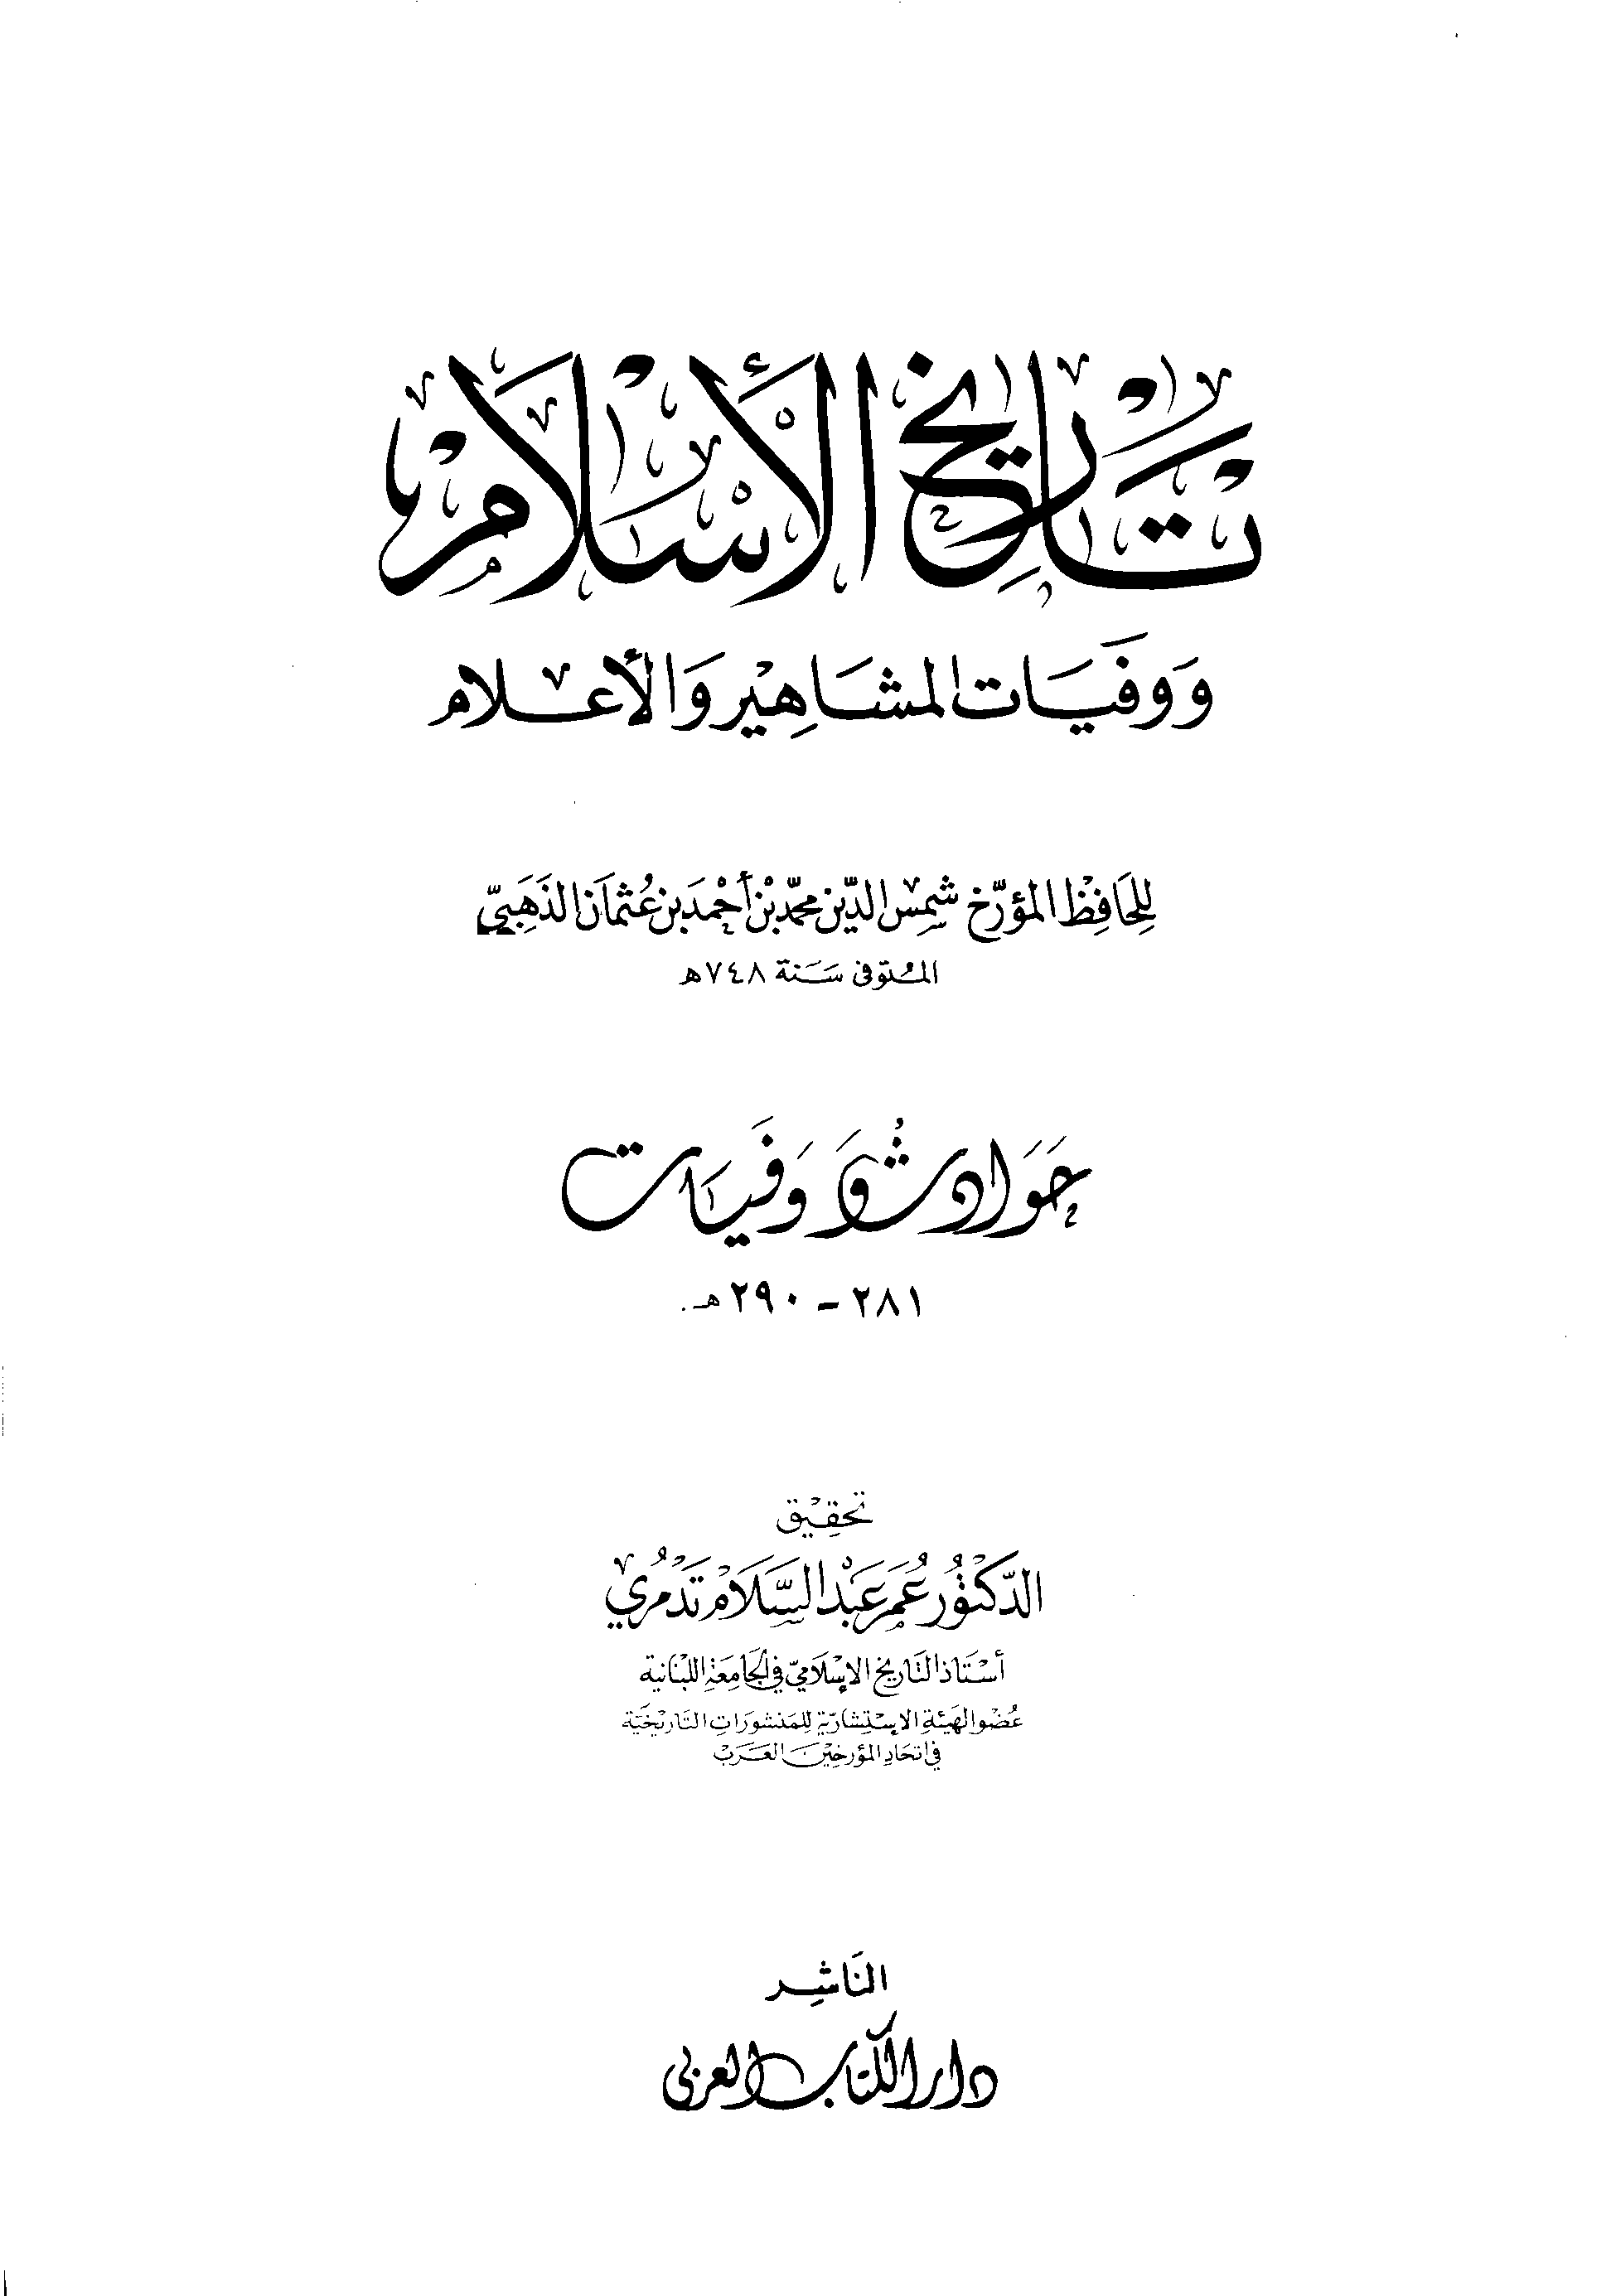 تاريخ الإسلام
ووفيات المشاهير والأعلام
للحافظ المؤرخ شمس الدين محمد بن أحمد بن عثمان الذهبي
المتوفى سنة ٧٤٨ه
حوادث ووفيات
٢٨١ - ٢٩٠ هـ.
تحقيق
الدكتور عمر عبد السلام تدمري
أستاذ التاريخ الإسلامي في الجامعة اللبنانية
عضو الهيئة الاستشارية للمنشورات التاريخية
في اتحاد المؤرخين العرب
الناشر
دار الكتاب العربي